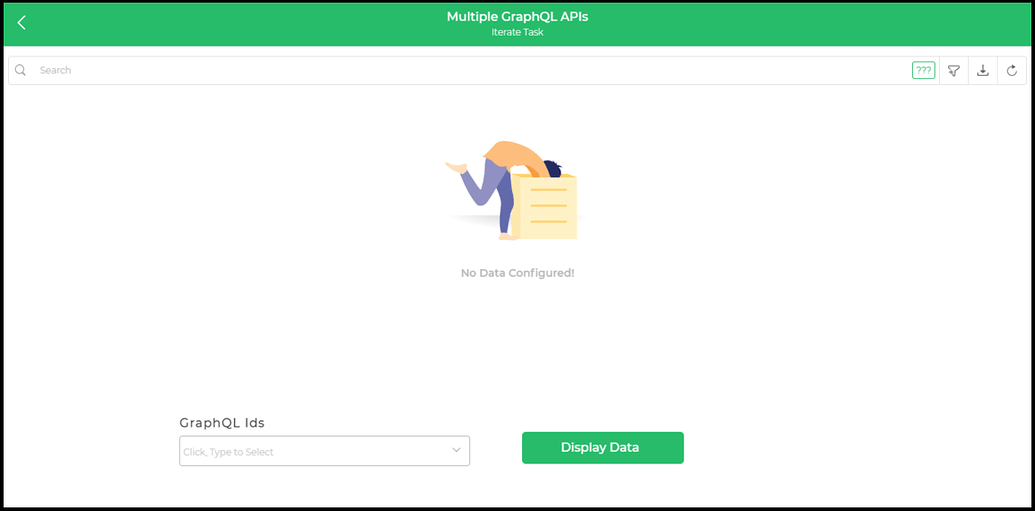 Multiple GraphQL APIs
Iterate Task
Search
???
No Data Configured!
GraphQL Ids
Click, Type to Select
Display Data